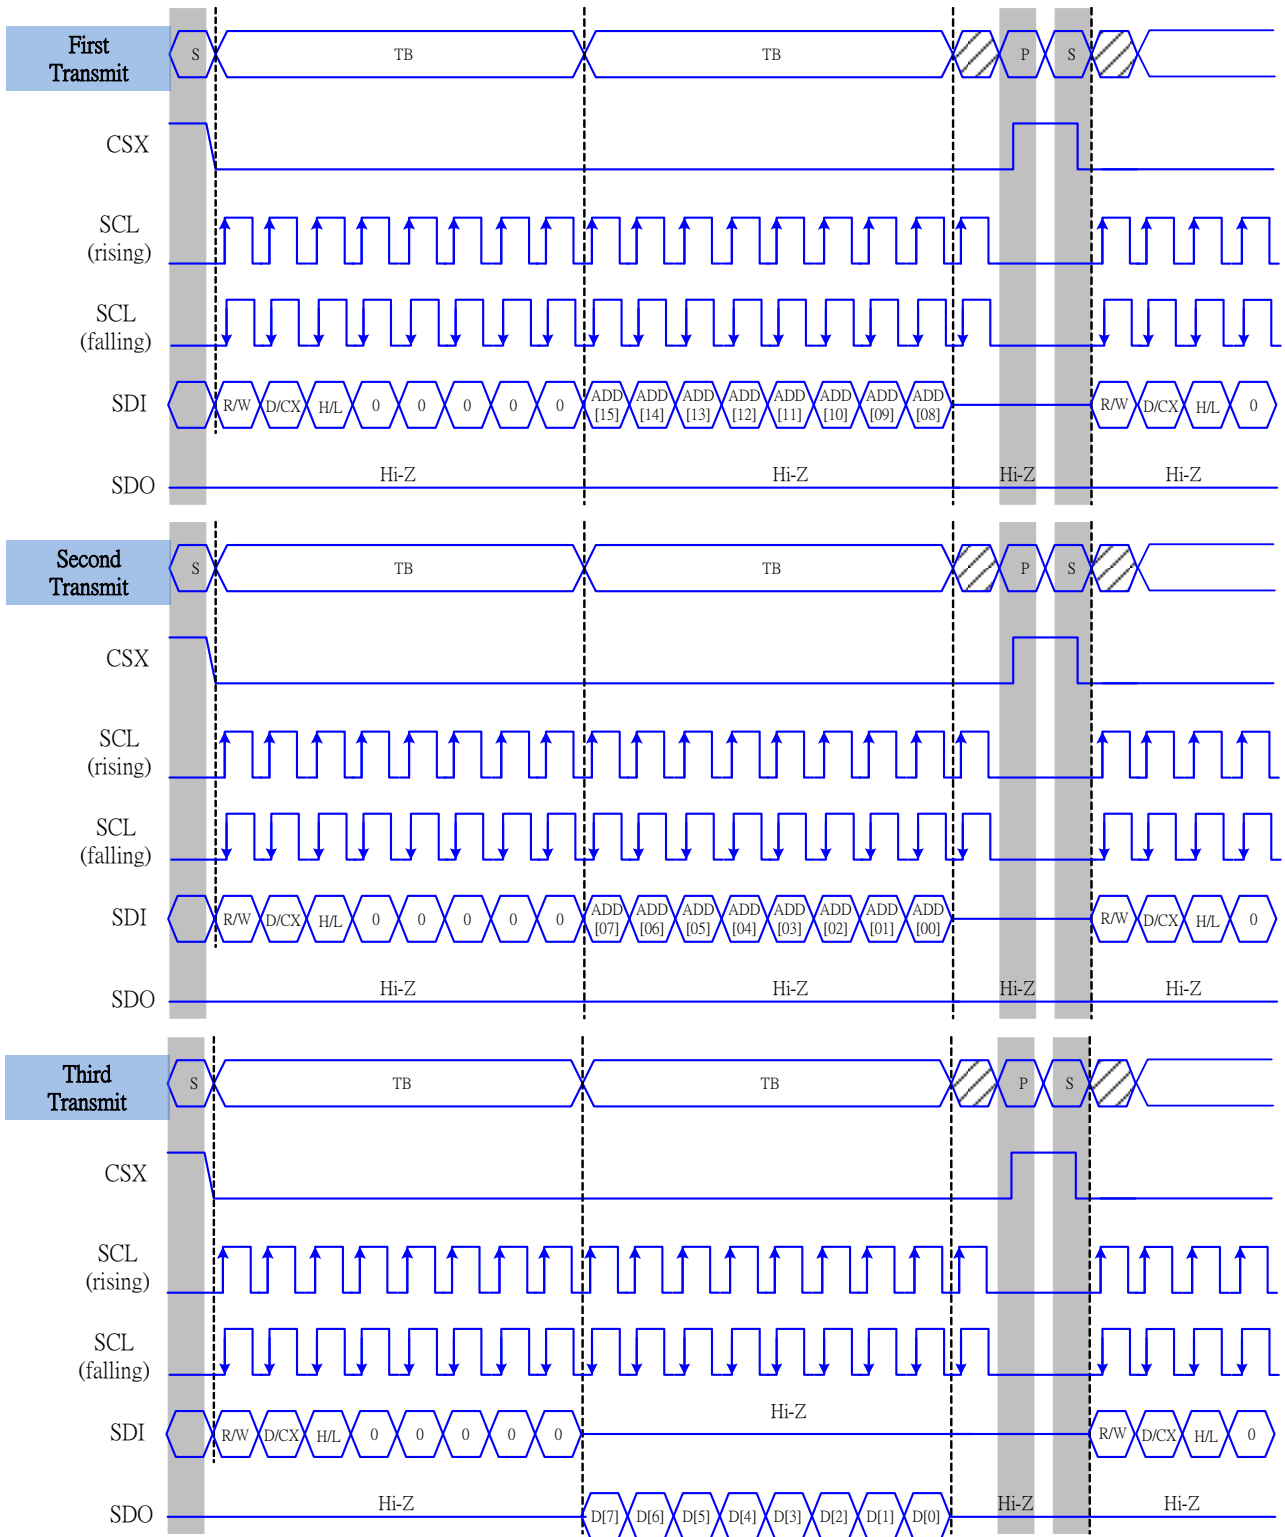 First
Transmit
S
TB
TB
P
S
CSX
SCL
(rising)
SCL
(falling)
SDI
R/W
D/CX
H/L
0
0
0
0
0
ADD
[15]
ADD
[14]
ADD
[13]
ADD
[12]
ADD
[11]
ADD
[10]
ADD
[09]
ADD
[08]
R/W
D/CX
H/L
0
SDO
Hi-Z
Hi-Z
Hi-Z
Hi-Z
Second
Transmit
S
TB
TB
P
S
CSX
SCL
(rising)
SCL
(falling)
SDI
R/W
D/CX
H/L
0
0
0
0
0
ADD
[07]
ADD
[06]
ADD
[05]
ADD
[04]
ADD
[03]
ADD
[02]
ADD
[01]
ADD
[00]
R/W
D/CX
H/L
0
SDO
Hi-Z
Hi-Z
Hi-Z
Hi-Z
Third
Transmit
S
TB
TB
P
S
CSX
SCL
(rising)
SCL
(falling)
SDI
R/W
D/CX
H/L
0
0
0
0
0
Hi-Z
R/W
D/CX
H/L
0
SDO
Hi-Z
D[7]
D[6]
D[5]
D[4]
D[3]
D[2]
D[1]
D[0]
Hi-Z
Hi-Z